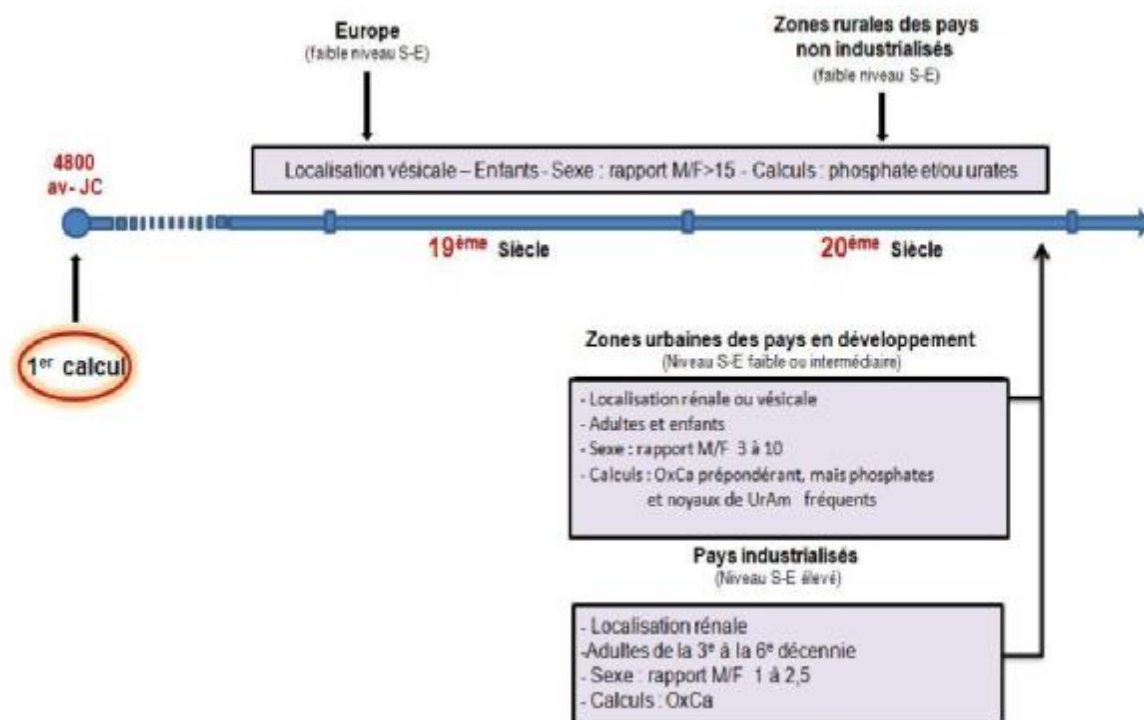 Europe
(faible niveau S-E)
Zones rurales des pays
non industrialisés
(faible niveau S-E)
4800
av- JC
Localisation vésicale – Enfants - Sexe : rapport M/F>15 - Calculs : phosphate et/ou urates
19ème Siècle
20ème Siècle
1er calcul
Zones urbaines des pays en développement
(Niveau S-E faible ou intermédiaire)
- Localisation rénale ou vésicale
- Adultes et enfants
- Sexe : rapport M/F 3 à 10
- Calculs : OxCa prépondérant, mais phosphates
et noyaux de UrAm fréquents
Pays industrialisés
(Niveau S-E élevé)
- Localisation rénale
-Adultes de la 3e à la 6e décennie
- Sexe : rapport M/F 1 à 2,5
- Calculs : OxCa